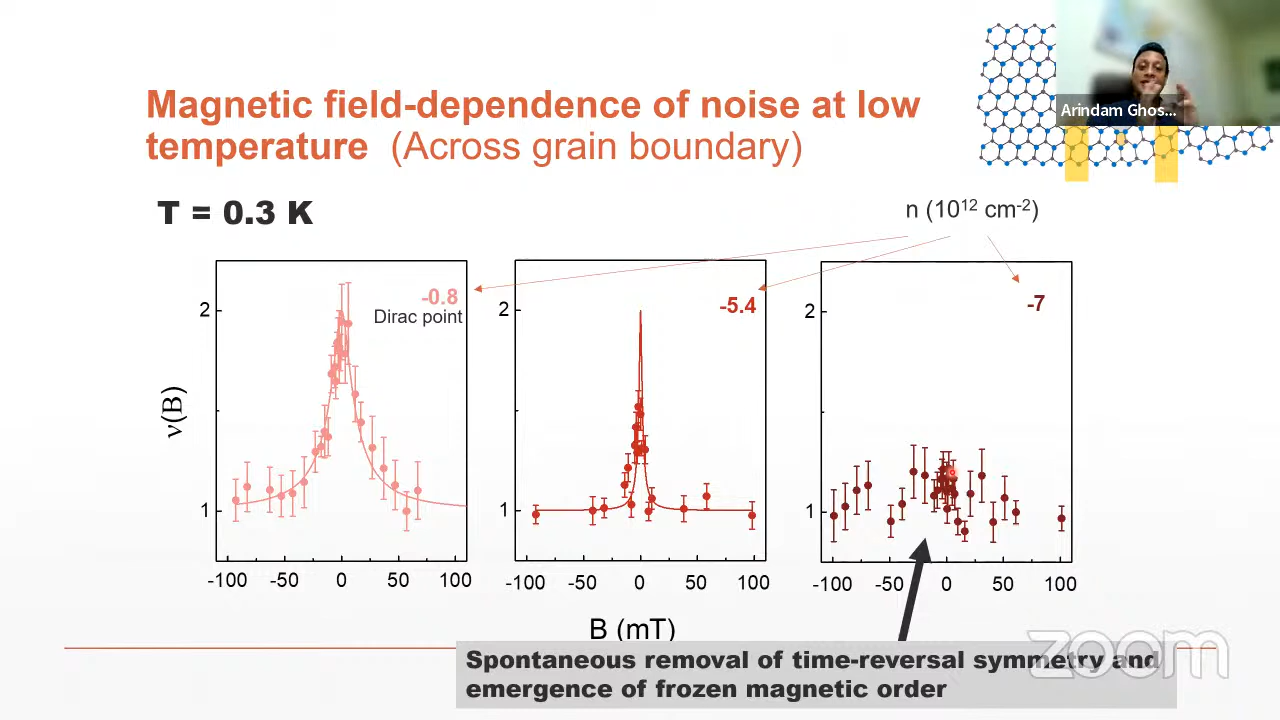 Magnetic field-dependence of noise at low
temperature (Across grain boundary)
Arindam Ghos...
T = 0.3 K
n (10¹² cm⁻²)
-0.8
Dirac point
-5.4
-7
2
1
2
1
2
1
ν(B)
-100 -50 0 50 100
-100 -50 0 50 100
-100 -50 0 50 100
B (mT)
Spontaneous removal of time-reversal symmetry and
emergence of frozen magnetic order
zoom